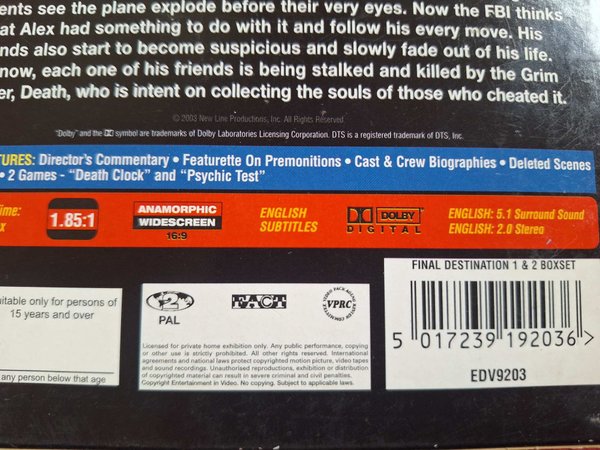 ents see the plane explode before their very eyes. Now the FBI thinks
at Alex had something to do with it and follow his every move. His
nds also start to become suspicious and slowly fade out of his life.
now, each one of his friends is being stalked and killed by the Grim
er, Death, who is intent on collecting the souls of those who cheated it.
© 2003 New Line Productions, Inc. All Rights Reserved.
"Dolby" and the DD symbol are trademarks of Dolby Laboratories Licensing Corporation. DTS is a registered trademark of DTS, Inc.
TURES: Director's Commentary • Featurette On Premonitions • Cast & Crew Biographies • Deleted Scenes
• 2 Games - "Death Clock" and "Psychic Test"
Time:
x
1.85:1
ANAMORPHIC
WIDESCREEN
16:9
ENGLISH
SUBTITLES
DOLBY
DIGITAL
ENGLISH: 5.1 Surround Sound
ENGLISH: 2.0 Stereo
uitable only for persons of
15 years and over
any person below that age
2
PAL
FACT
VIDEO PACKAGING REVIEW COMMITTEE
VPRC
Licensed for private home exhibition only. Any public performance, copying
or other use is strictly prohibited. All other rights reserved. International
agreements and national laws protect copyrighted motion picture, video tapes
and sound recordings. Unauthorised reproductions, exhibition or distribution
of copyrighted material can result in severe criminal and civil penalties.
Copyright Entertainment in Video. No copying. Subject to applicable laws.
FINAL DESTINATION 1 & 2 BOXSET
5 017239 192036 >
EDV9203